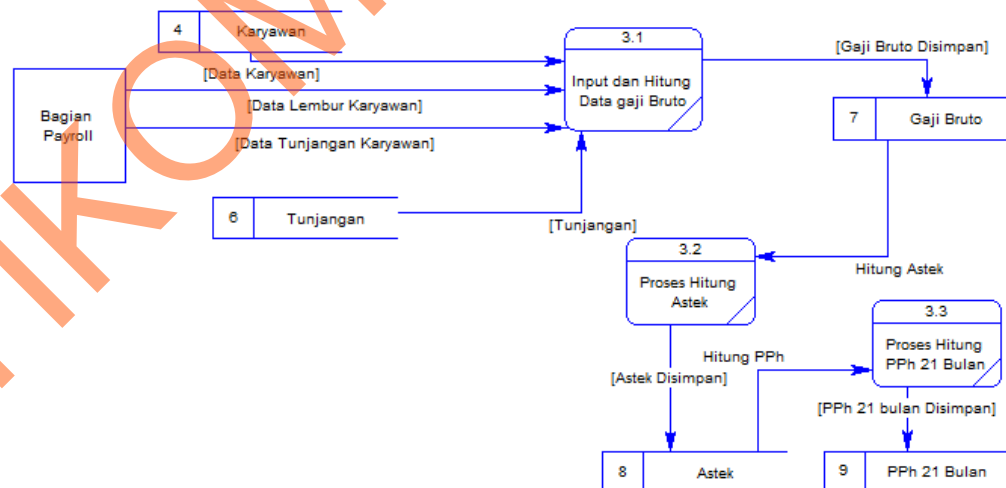 4
Karyawan
[Data Karyawan]
[Data Lembur Karyawan]
[Data Tunjangan Karyawan]
Bagian
Payroll
3.1
Input dan Hitung
Data gaji Bruto
[Gaji Bruto Disimpan]
7
Gaji Bruto
6
Tunjangan
[Tunjangan]
3.2
Proses Hitung
Astek
Hitung Astek
3.3
Proses Hitung
PPh 21 Bulan
Hitung PPh
[Astek Disimpan]
[PPh 21 bulan Disimpan]
8
Astek
9
PPh 21 Bulan
IKOM